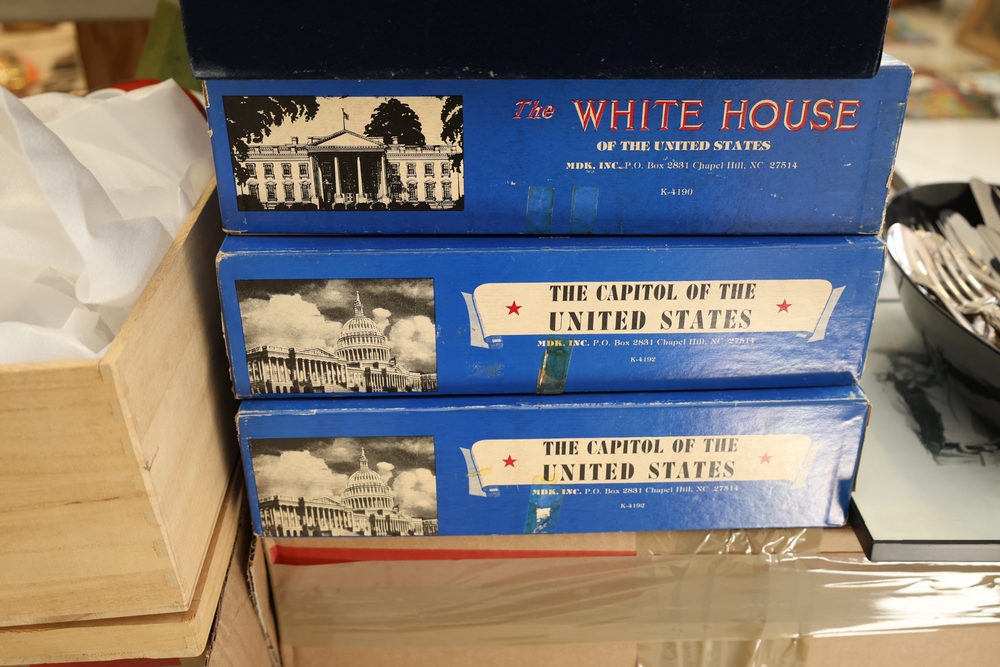 The WHITE HOUSE
OF THE UNITED STATES
MDK, INC. P.O. Box 2831 Chapel Hill, NC 27514
K-4190
THE CAPITOL OF THE
UNITED STATES
MDK, INC. P.O. Box 2831 Chapel Hill, NC 27514
K-4192
THE CAPITOL OF THE
UNITED STATES
MDK, INC. P.O. Box 2831 Chapel Hill, NC 27514
K-4192